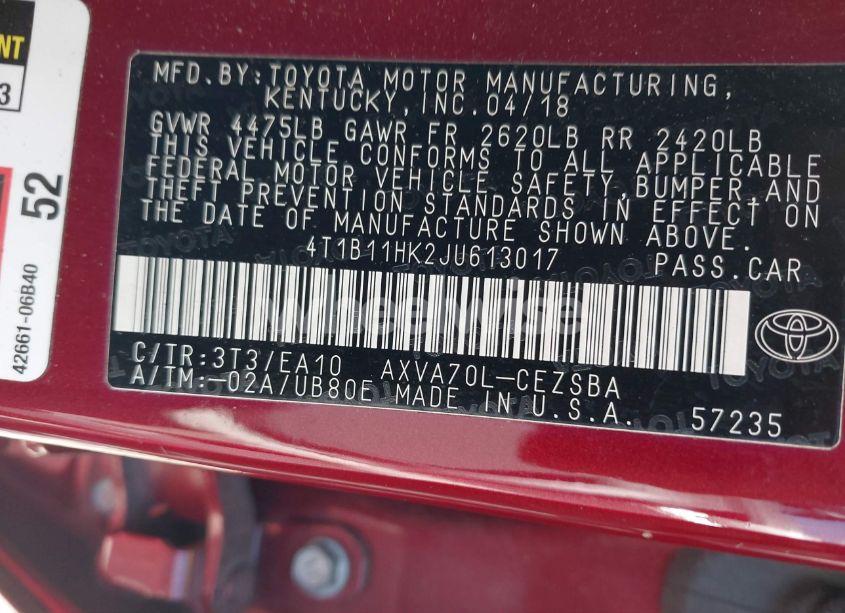 NT
3
52
42661-06B40
MFD.BY:TOYOTA MOTOR MANUFACTURING,
KENTUCKY,INC.04/18
GVWR 4475LB GAWR FR 2620LB RR 2420LB
THIS VEHICLE CONFORMS TO ALL APPLICABLE
FEDERAL MOTOR VEHICLE SAFETY,BUMPER,AND
THEFT PREVENTION STANDARDS IN EFFECT ON
THE DATE OF MANUFACTURE SHOWN ABOVE.
4T1B11HK2JU613017 PASS.CAR
wheelwise
C/TR:3T3/EA10 AXVA70L-CEZSBA
A/TM:-02A/UB80E MADE IN U.S.A. 57235